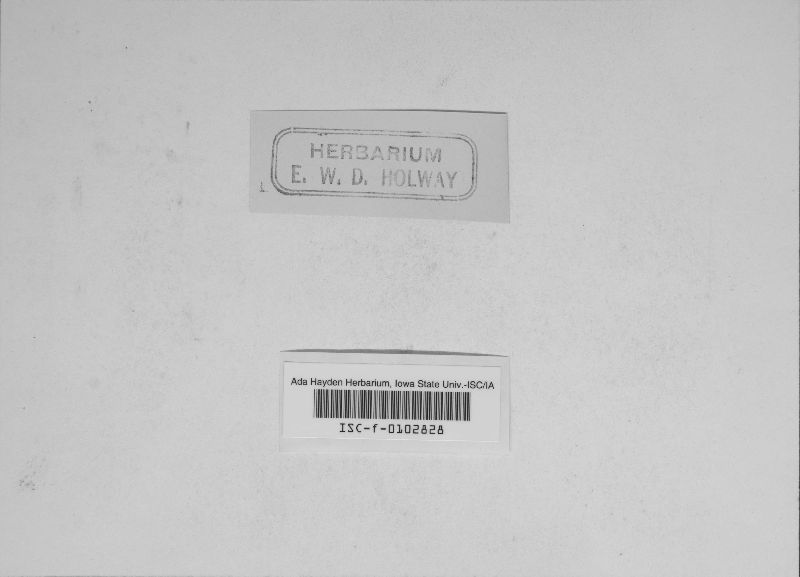 HERBARIUM
E. W. D. HOLWAY
Ada Hayden Herbarium, Iowa State Univ.-ISC/IA
ISC-f-0102828